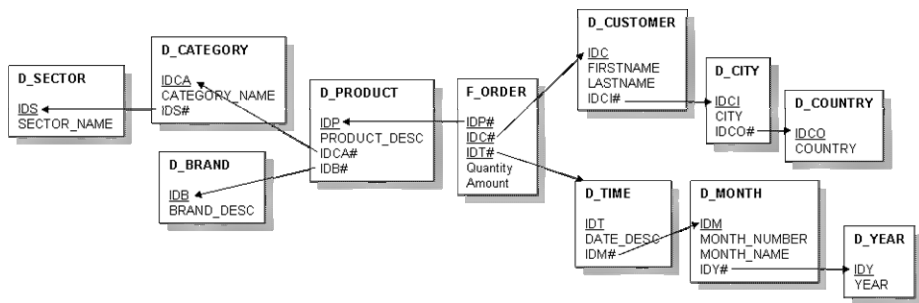 D_SECTOR
IDS
SECTOR_NAME
D_CATEGORY
IDCA
CATEGORY_NAME
IDS#
D_BRAND
IDB
BRAND_DESC
D_PRODUCT
IDP
PRODUCT_DESC
IDCA#
IDB#
F_ORDER
IDP#
IDC#
IDT#
Quantity
Amount
D_CUSTOMER
IDC
FIRSTNAME
LASTNAME
IDCI#
D_CITY
IDCI
CITY
IDCO#
D_COUNTRY
IDCO
COUNTRY
D_TIME
IDT
DATE_DESC
IDM#
D_MONTH
IDM
MONTH_NUMBER
MONTH_NAME
IDY#
D_YEAR
IDY
YEAR